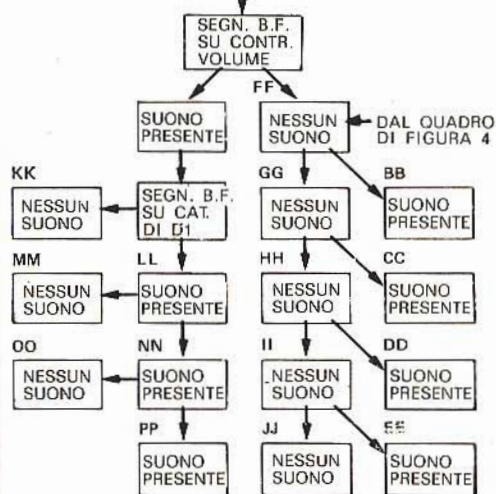 SEGN. B.F.
SU CONTR.
VOLUME
FF
SUONO
PRESENTE
NESSUN
SUONO
DAL QUADRO
DI FIGURA 4
KK
GG
BB
NESSUN
SUONO
SEGN. B.F.
SU CAT.
DI D1
NESSUN
SUONO
SUONO
PRESENTE
MM
LL
HH
CC
NESSUN
SUONO
SUONO
PRESENTE
NESSUN
SUONO
SUONO
PRESENTE
OO
NN
II
DD
NESSUN
SUONO
SUONO
PRESENTE
NESSUN
SUONO
SUONO
PRESENTE
PP
JJ
EE
SUONO
PRESENTE
NESSUN
SUONO
SUONO
PRESENTE